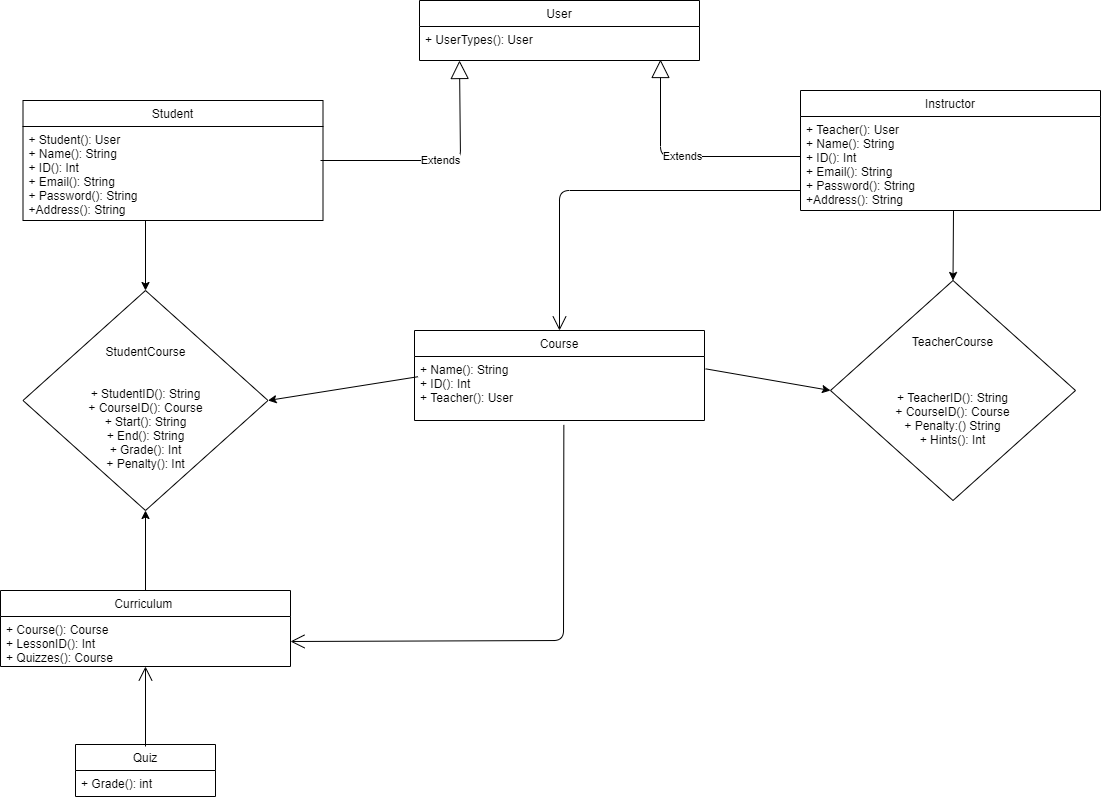 User
+ UserTypes(): User
Student
+ Student(): User
+ Name(): String
+ ID(): Int
+ Email(): String
+ Password(): String
+Address(): String
Instructor
+ Teacher(): User
+ Name(): String
+ ID(): Int
+ Email(): String
+ Password(): String
+Address(): String
Extends
Extends
StudentCourse
+ StudentID(): String
+ CourseID(): Course
+ Start(): String
+ End(): String
+ Grade(): Int
+ Penalty(): Int
Course
+ Name(): String
+ ID(): Int
+ Teacher(): User
TeacherCourse
+ TeacherID(): String
+ CourseID(): Course
+ Penalty:() String
+ Hints(): Int
Curriculum
+ Course(): Course
+ LessonID(): Int
+ Quizzes(): Course
Quiz
+ Grade(): int